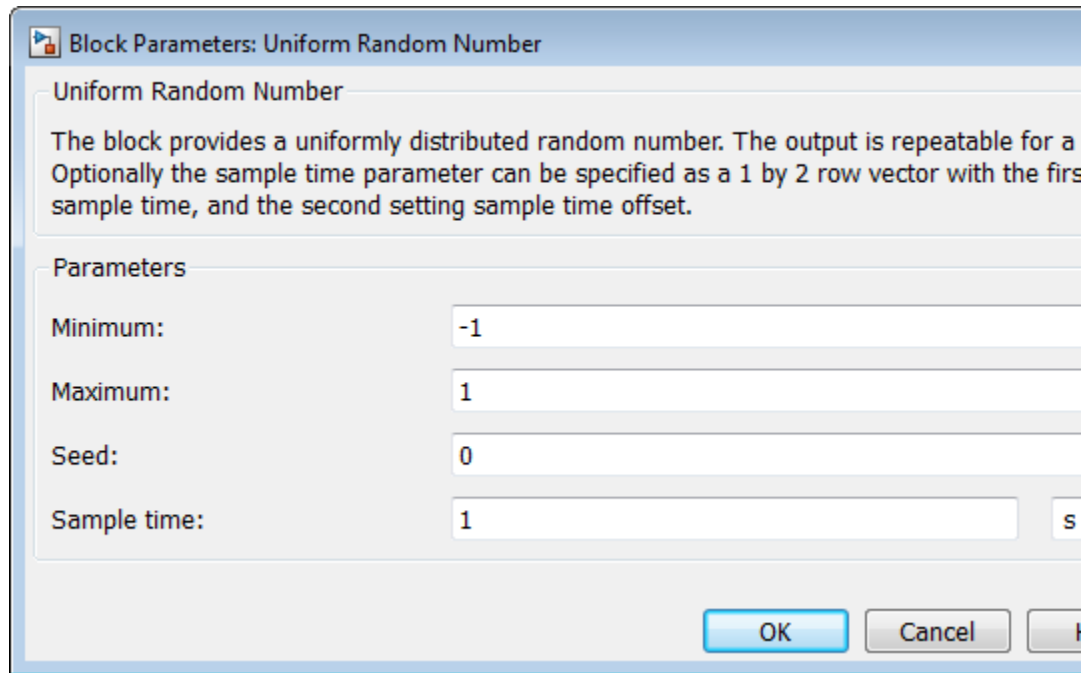 Block Parameters: Uniform Random Number
Uniform Random Number
The block provides a uniformly distributed random number. The output is repeatable for a
Optionally the sample time parameter can be specified as a 1 by 2 row vector with the
sample time, and the second setting sample time offset.
Parameters
Minimum: -1
Maximum: 1
Seed: 0
Sample time: 1 s
OK Cancel